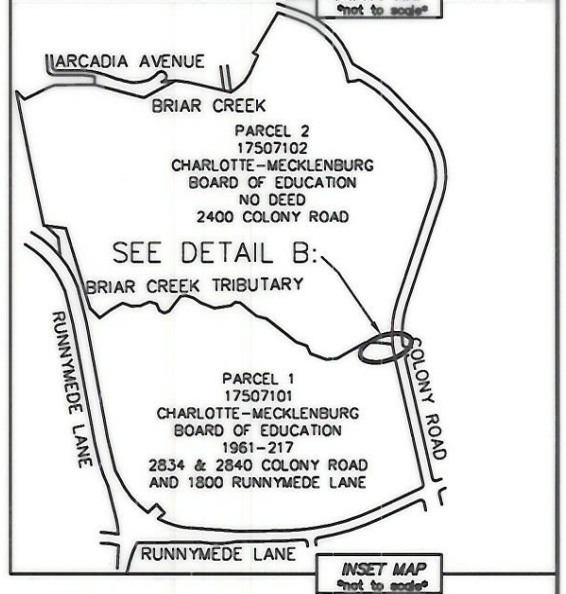 "not to scale"
ARCADIA AVENUE
BRIAR CREEK
PARCEL 2
17507102
CHARLOTTE-MECKLENBURG
BOARD OF EDUCATION
NO DEED
2400 COLONY ROAD
SEE DETAIL B:
BRIAR CREEK TRIBUTARY
RUNNYMEDE LANE
COLONY ROAD
PARCEL 1
17507101
CHARLOTTE-MECKLENBURG
BOARD OF EDUCATION
1961-217
2834 & 2840 COLONY ROAD
AND 1800 RUNNYMEDE LANE
RUNNYMEDE LANE
INSET MAP
"not to scale"